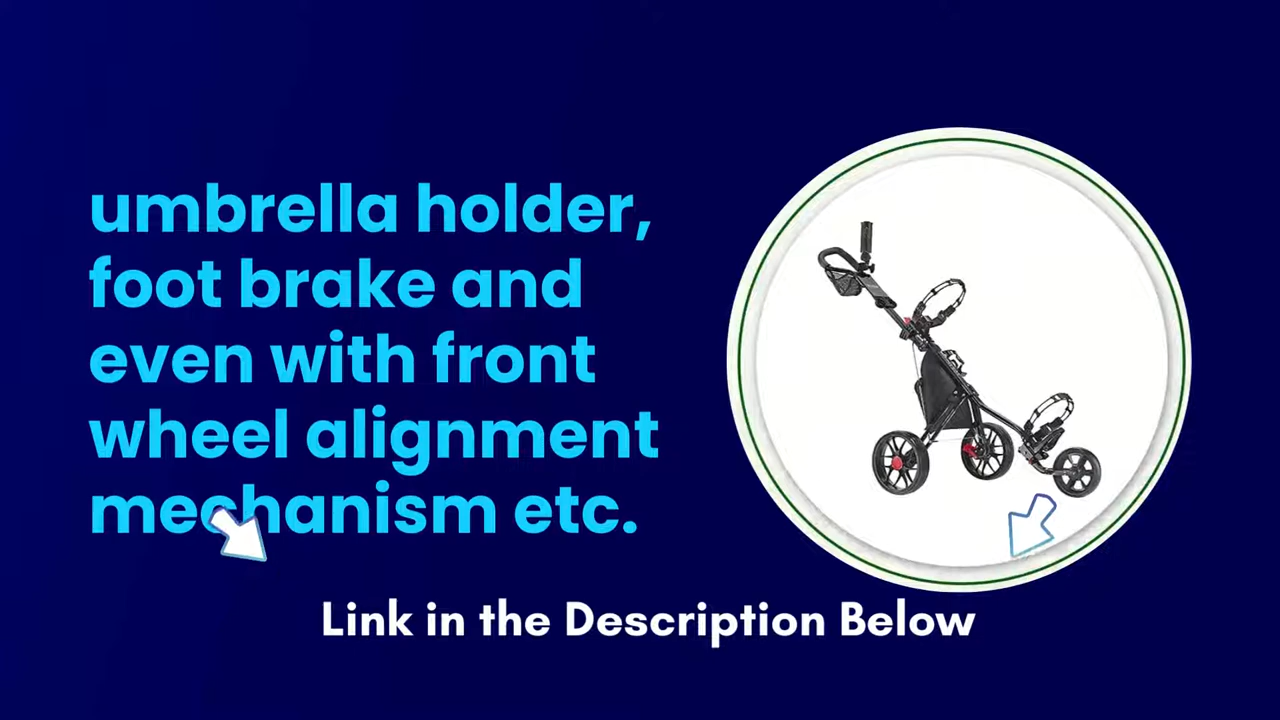 umbrella holder,
foot brake and
even with front
wheel alignment
mechanism etc.
Link in the Description Below